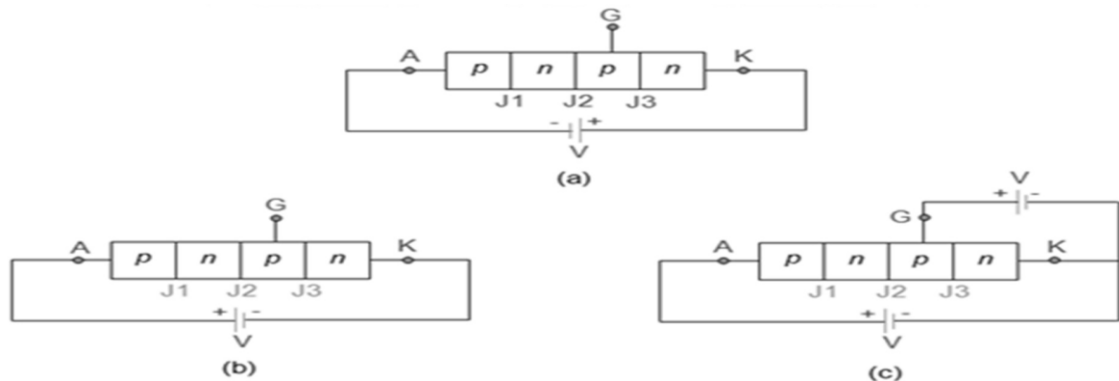 G
A p n p n K
J1 J2 J3
- +
V
(a)
G
A p n p n K
J1 J2 J3
+ -
V
(b)
V
+ -
G
A p n p n K
J1 J2 J3
+ -
V
(c)